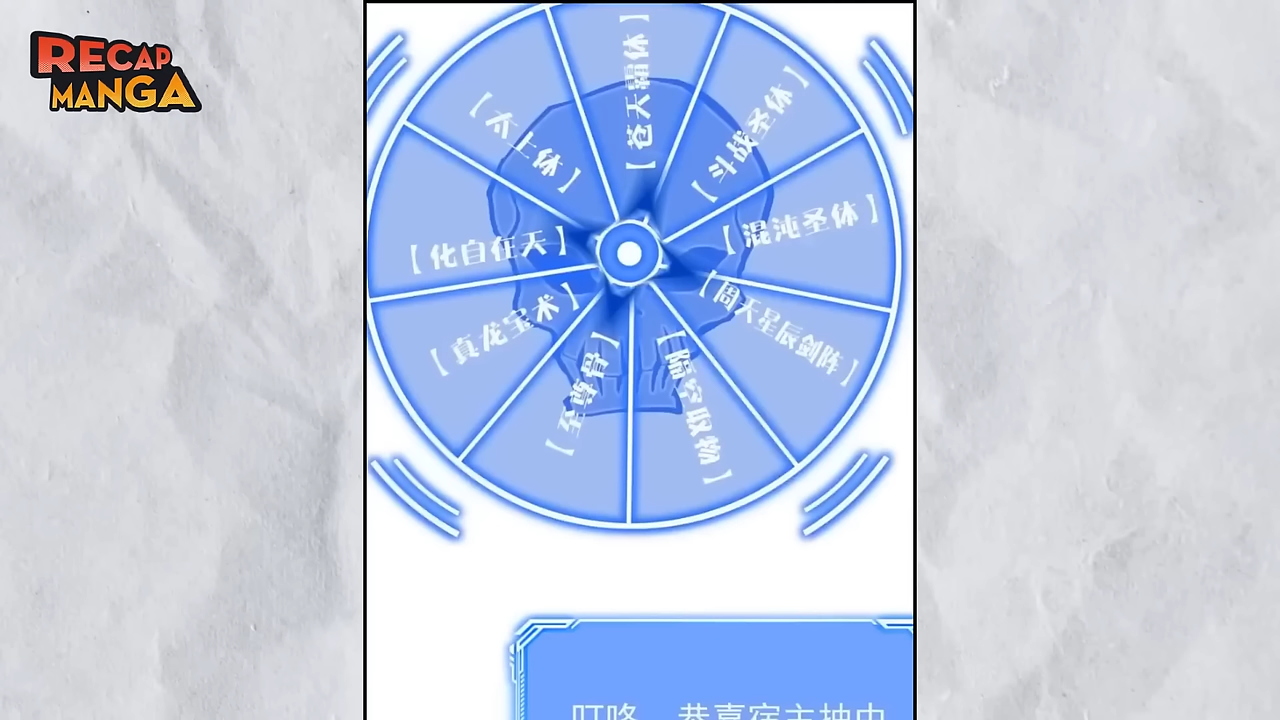 RECAP
MANGA
【苍天霸体】
【斗战圣体】
【混沌圣体】
【周天星辰剑阵】
【隔空取物】
【至尊骨】
【真龙宝术】
【化自在天】
【太上体】
叮咚，恭喜宿主抽中